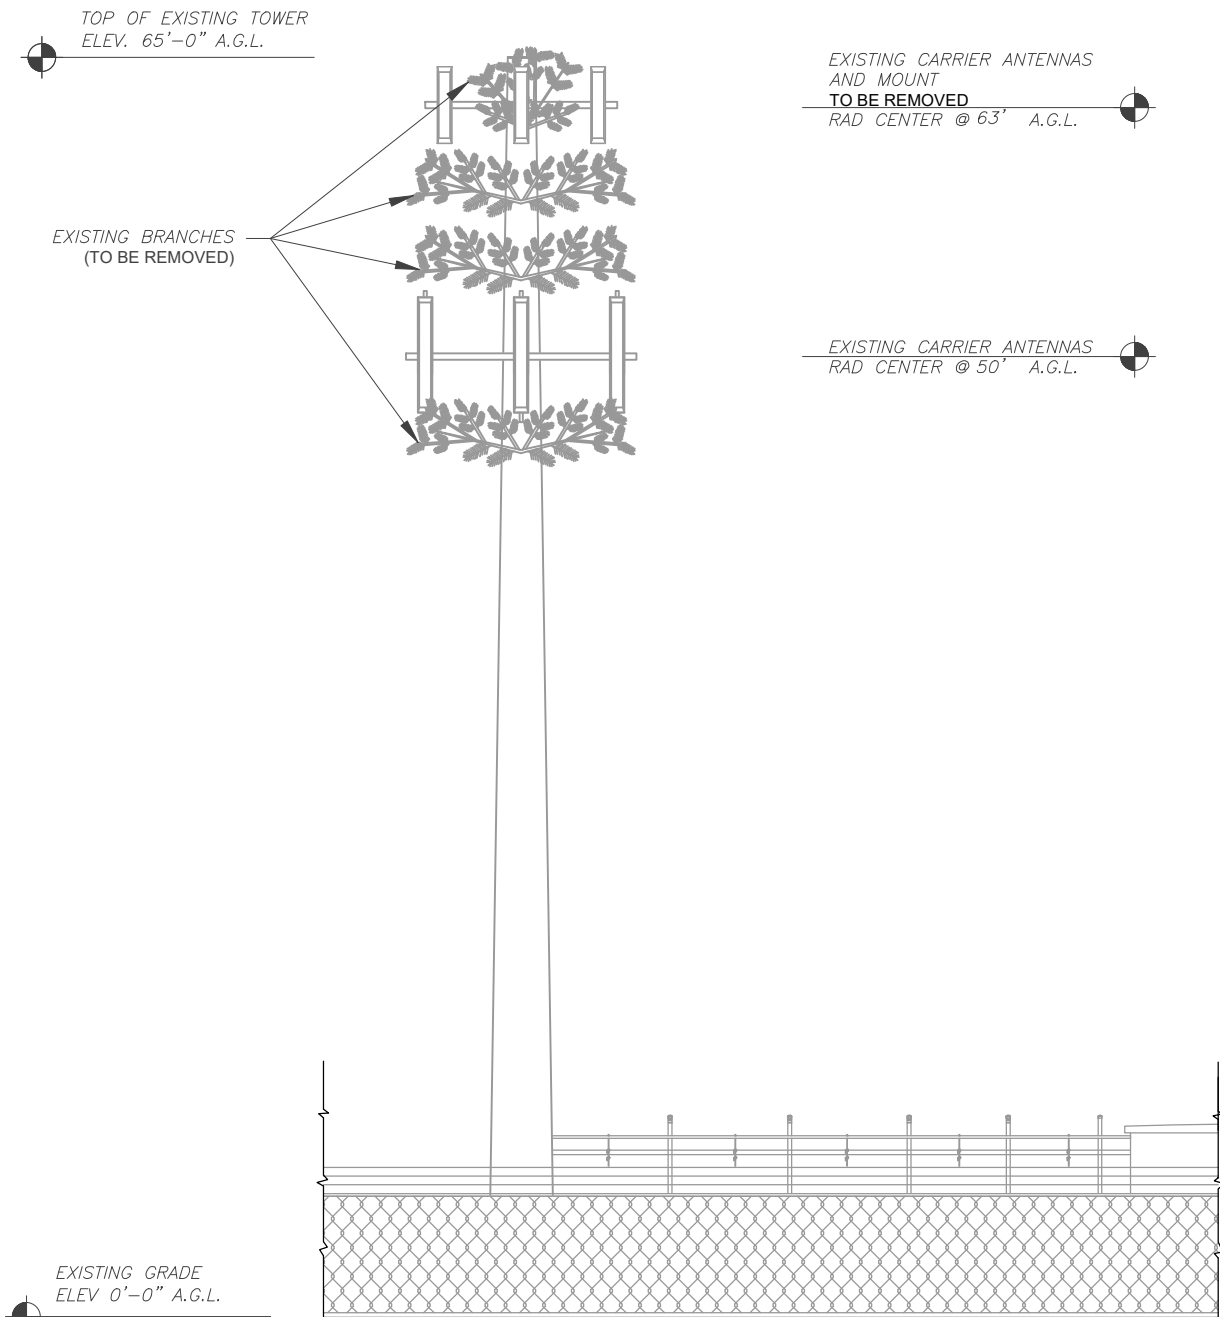 TOP OF EXISTING TOWER
ELEV. 65'-0" A.G.L.
EXISTING CARRIER ANTENNAS
AND MOUNT
TO BE REMOVED
RAD CENTER @ 63' A.G.L.
EXISTING BRANCHES
(TO BE REMOVED)
EXISTING CARRIER ANTENNAS
RAD CENTER @ 50' A.G.L.
EXISTING GRADE
ELEV 0'-0" A.G.L.